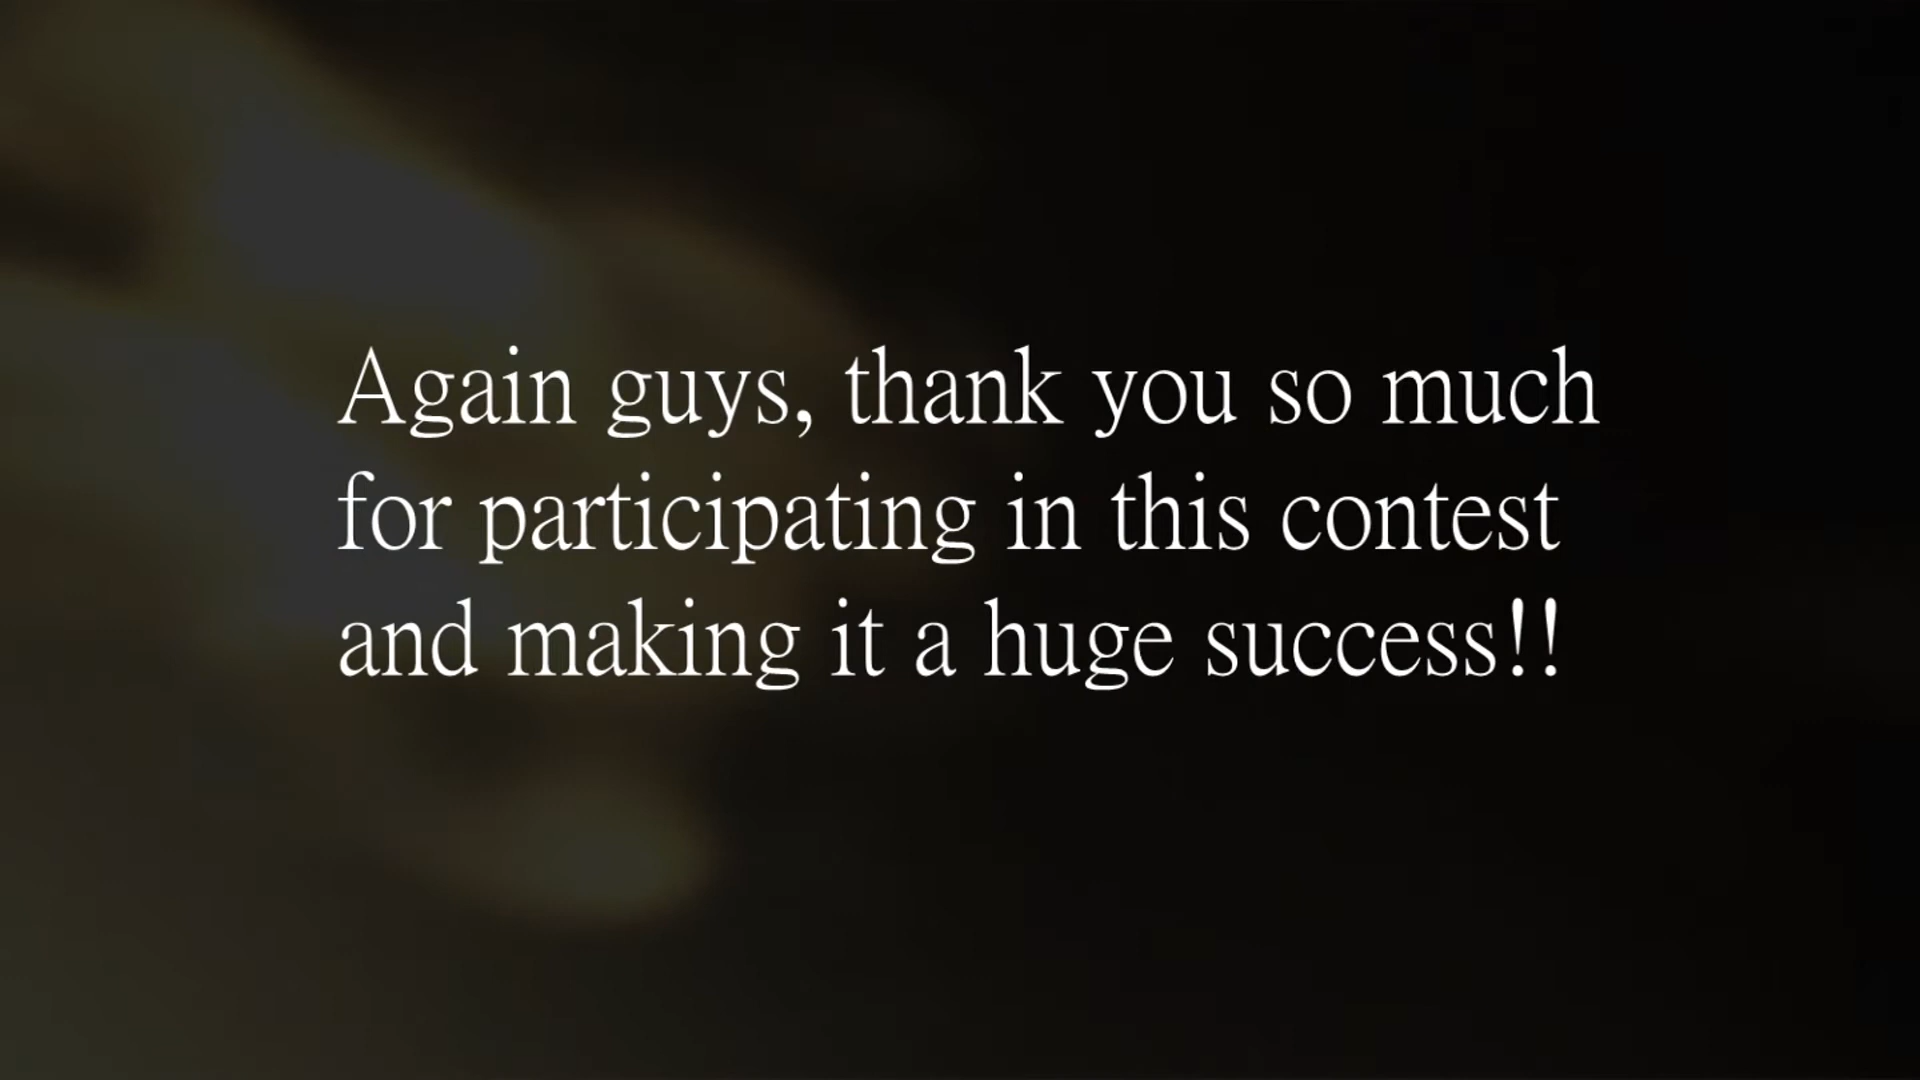 Again guys, thank you so much
for participating in this contest
and making it a huge success!!